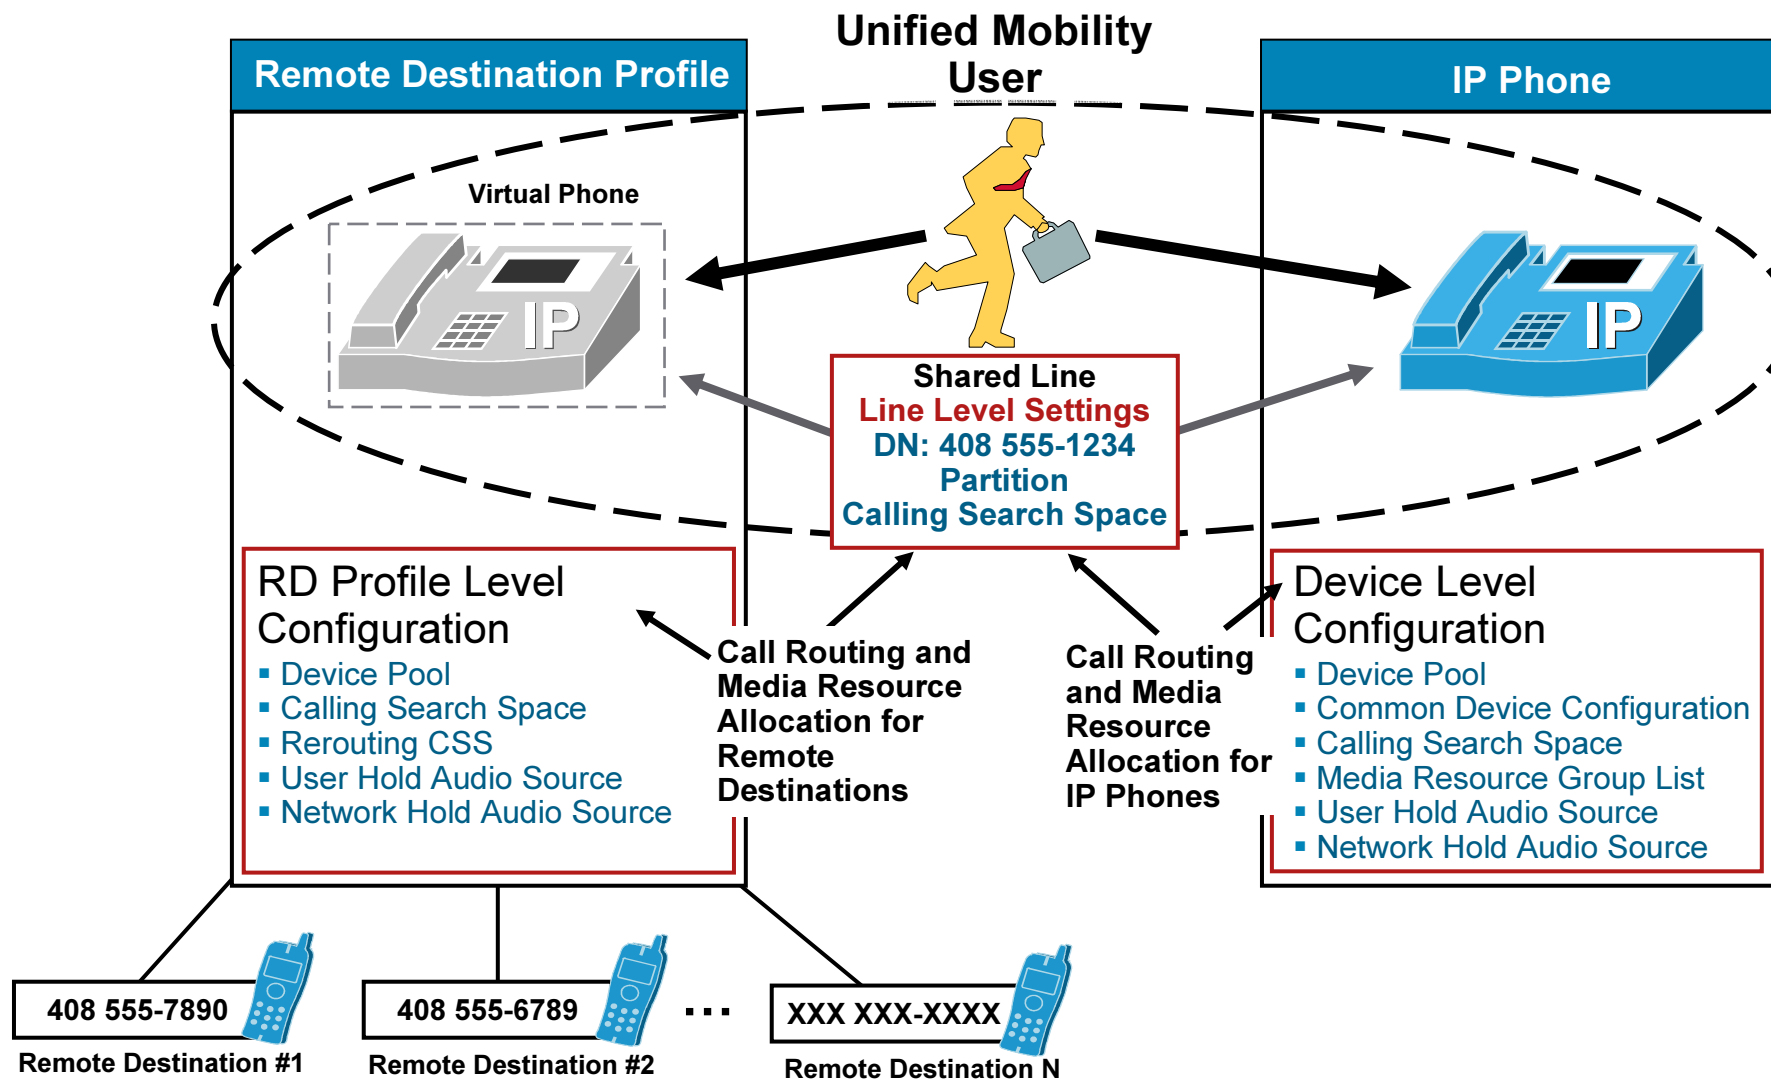 Unified Mobility
User
Remote Destination Profile
IP Phone
Virtual Phone
IP
IP
Shared Line
Line Level Settings
DN: 408 555-1234
Partition
Calling Search Space
RD Profile Level
Configuration
▪ Device Pool
▪ Calling Search Space
▪ Rerouting CSS
▪ User Hold Audio Source
▪ Network Hold Audio Source
Call Routing and
Media Resource
Allocation for
Remote
Destinations
Call Routing
and Media
Resource
Allocation for
IP Phones
Device Level
Configuration
▪ Device Pool
▪ Common Device Configuration
▪ Calling Search Space
▪ Media Resource Group List
▪ User Hold Audio Source
▪ Network Hold Audio Source
408 555-7890
408 555-6789
...
XXX XXX-XXXX
Remote Destination #1
Remote Destination #2
Remote Destination N